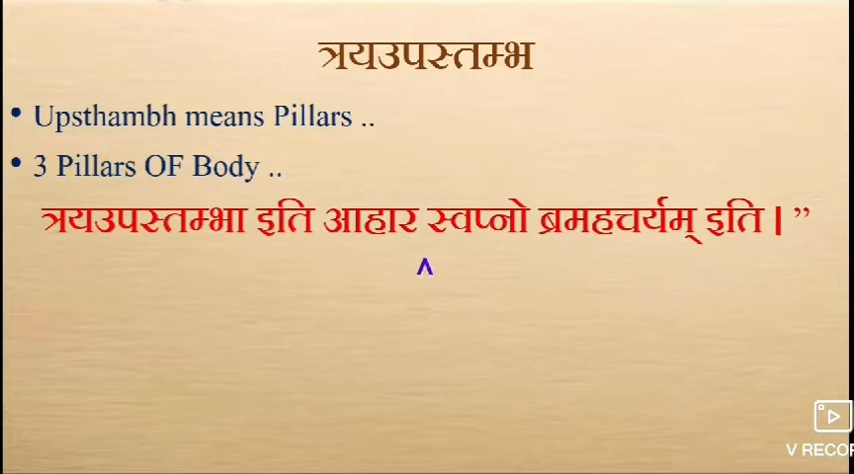 त्रयउपस्तम्भ
• Upsthambh means Pillars ..
• 3 Pillars OF Body ..
त्रयउपस्तम्भा इति आहार स्वप्नो ब्रमहचर्यम् इति । ”
^
V RECOR